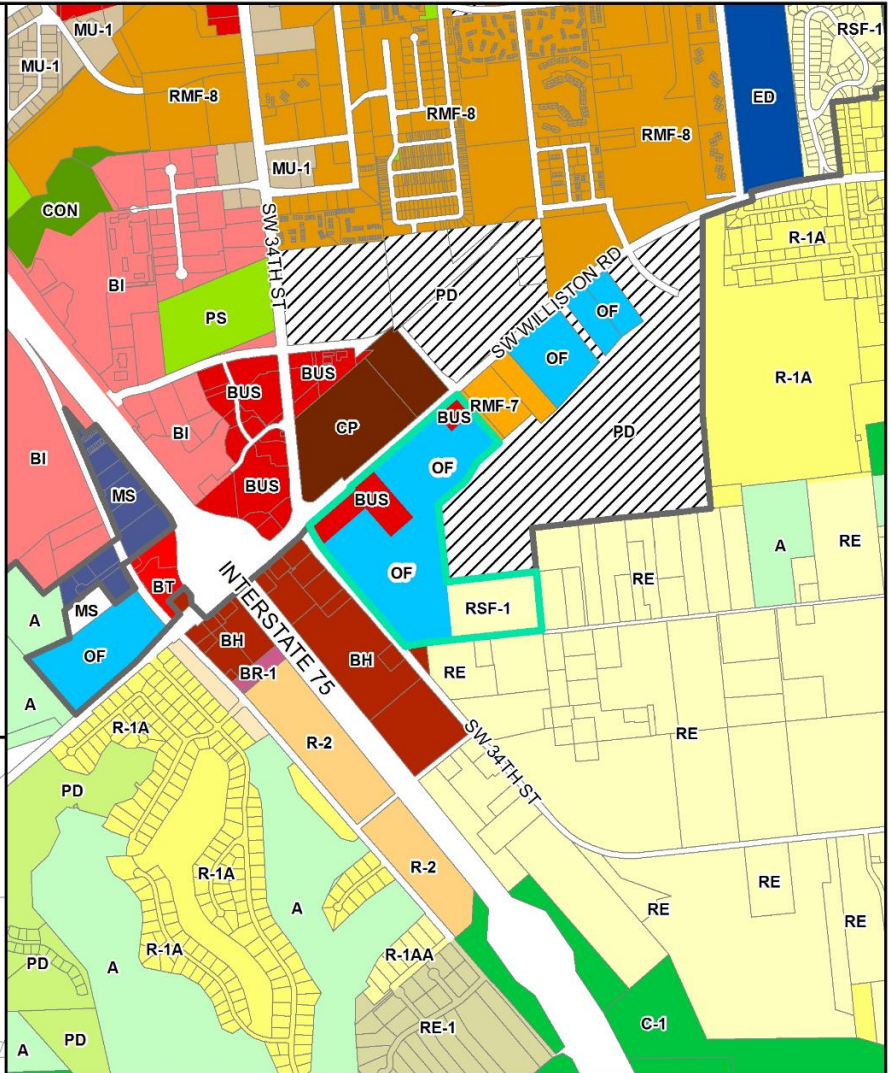 MU-1
MU-1
RSF-1
RMF-8
ED
RMF-8
RMF-8
MU-1
CON
SW 34TH ST
R-1A
BI
PD
SW WILLISTON RD
PS
OF
OF
BUS
BUS
R-1A
RMF-7
BUS
CP
BI
PD
BI
OF
BUS
MS
BUS
A
RE
OF
BT
RE
MS
RSF-1
A
INTERSTATE 75
BH
OF
BH
RE
BR-1
A
R-1A
R-2
RE
SW 34TH ST
PD
R-1A
R-2
RE
A
RE
RE
R-1A
R-1AA
PD
A
RE-1
C-1
PD
A